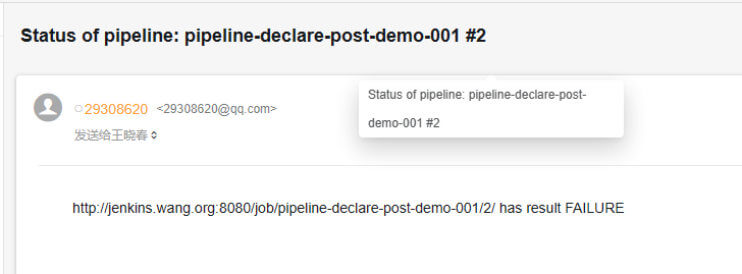 Status of pipeline: pipeline-declare-post-demo-001 #2
Status of pipeline: pipeline-declare-post-
demo-001 #2
29308620 <29308620@qq.com>
发送给王晓春
http://jenkins.wang.org:8080/job/pipeline-declare-post-demo-001/2/ has result FAILURE